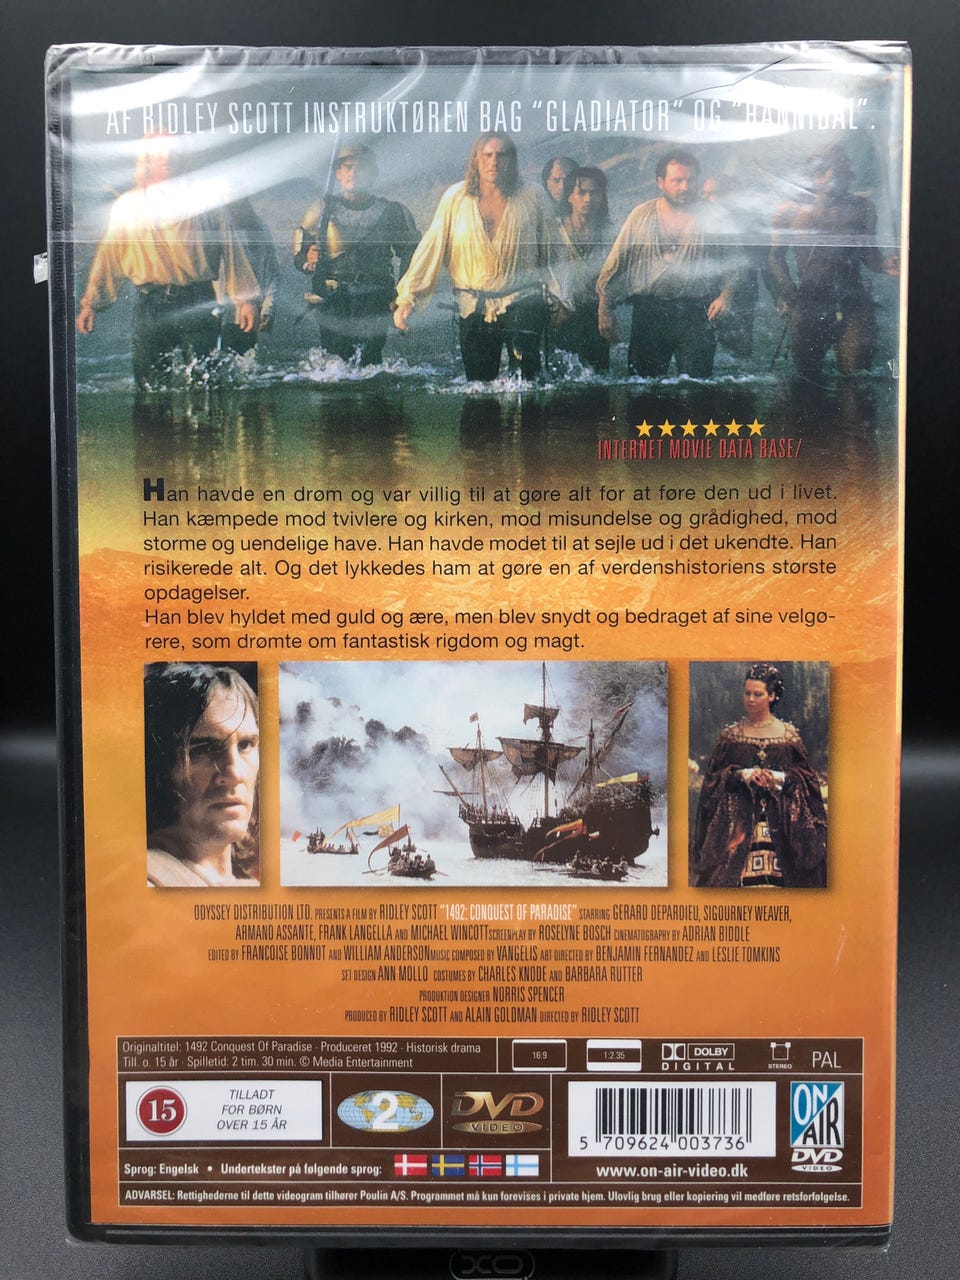 AF RIDLEY SCOTT INSTRUKTØREN BAG "GLADIATOR" OG "HANNIBAL".
INTERNET MOVIE DATA BASE/
Han havde en drøm og var villig til at gøre alt for at føre den ud i livet.
Han kæmpede mod tvivlere og kirken, mod misundelse og grådighed, mod
storme og uendelige have. Han havde modet til at sejle ud i det ukendte. Han
risikerede alt. Og det lykkedes ham at gøre en af verdenshistoriens største
opdagelser.
Han blev hyldet med guld og ære, men blev snydt og bedraget af sine velgø-
rere, som drømte om fantastisk rigdom og magt.
ODYSSEY DISTRIBUTION LTD. PRESENTS A FILM BY RIDLEY SCOTT "1492: CONQUEST OF PARADISE" STARRING GERARD DEPARDIEU, SIGOURNEY WEAVER,
ARMAND ASSANTE, FRANK LANGELLA AND MICHAEL WINCOTT SCREENPLAY BY ROSELYNE BOSCH CINEMATOGRAPHY BY ADRIAN BIDDLE
EDITED BY FRANCOISE BONNOT AND WILLIAM ANDERSON MUSIC COMPOSED BY VANGELIS ART DIRECTED BY BENJAMIN FERNANDEZ AND LESLIE TOMKINS
SET DESIGN ANN MOLLO COSTUMES BY CHARLES KNODE AND BARBARA RUTTER
PRODUKTION DESIGNER NORRIS SPENCER
PRODUCED BY RIDLEY SCOTT AND ALAIN GOLDMAN DIRECTED BY RIDLEY SCOTT
Originaltitel: 1492 Conquest Of Paradise · Produceret 1992 · Historisk drama
Till. o. 15 år · Spilletid: 2 tim. 30 min. © Media Entertainment
16:9
1:2.35
DOLBY
DIGITAL
STEREO
PAL
15
TILLADT
FOR BØRN
OVER 15 ÅR
2
DVD
VIDEO
5 709624 003736
www.on-air-video.dk
ON
AIR
DVD
VIDEO
Sprog: Engelsk • Undertekster på følgende sprog:
ADVARSEL: Rettighederne til dette videogram tilhører Poulin A/S. Programmet må kun forevises i private hjem. Ulovlig brug eller kopiering vil medføre retsforfølgelse.
XO